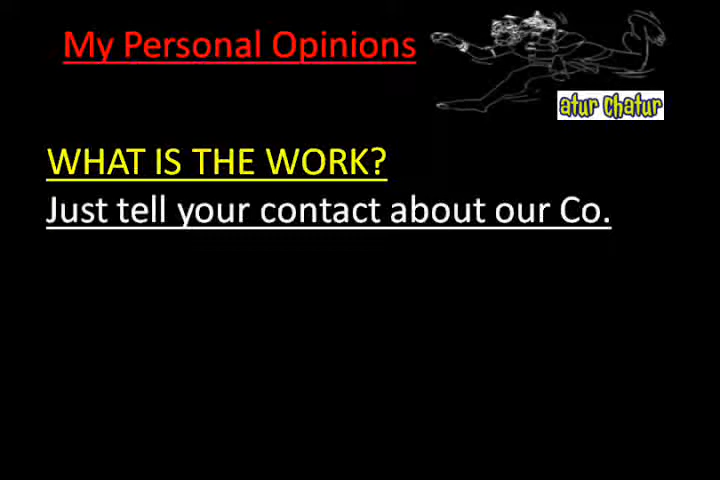 My Personal Opinions
atur chatur
WHAT IS THE WORK?
Just tell your contact about our Co.